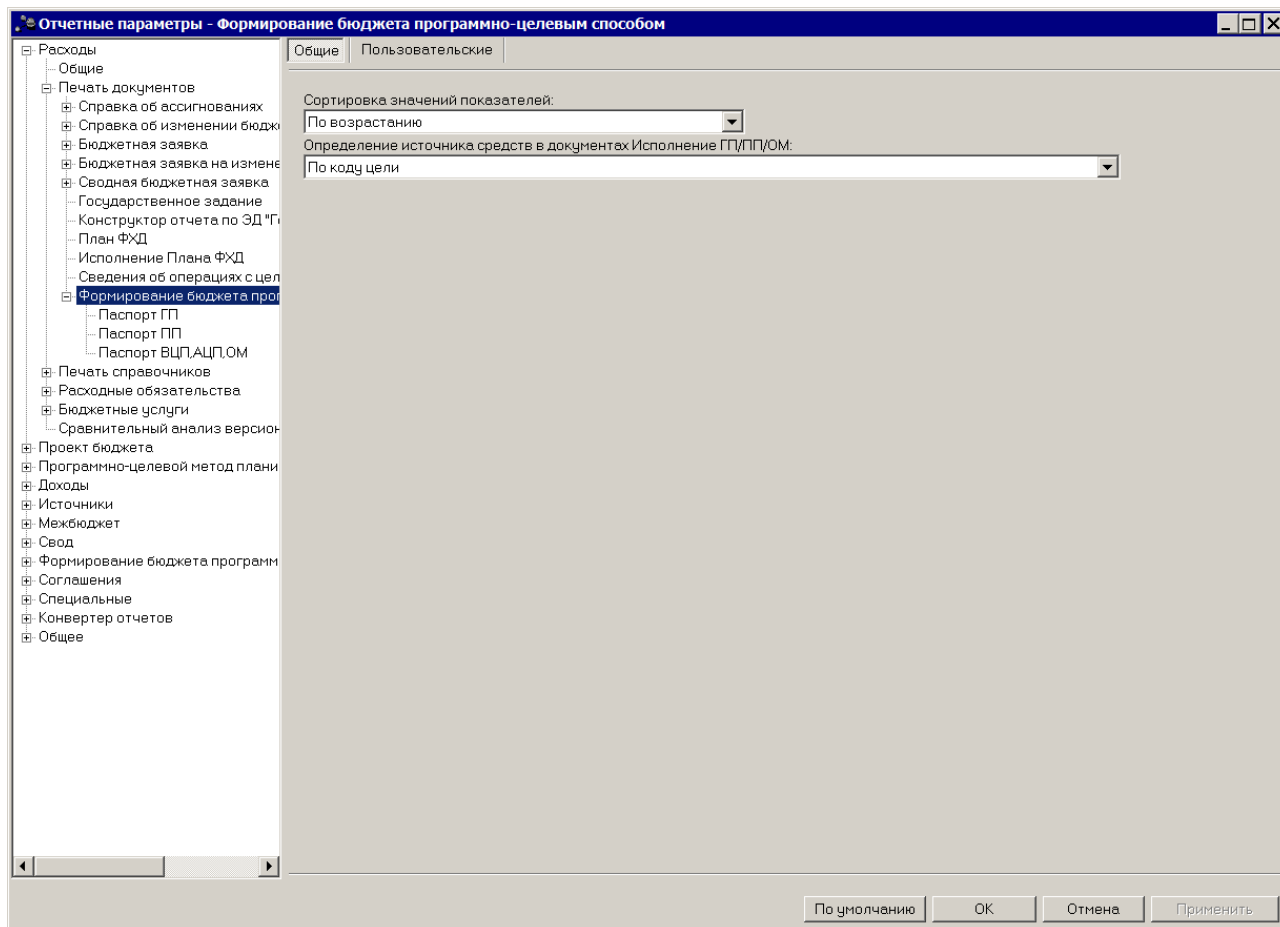 Отчетные параметры - Формирование бюджета программно-целевым способом
Расходы
Общие
Печать документов
Справка об ассигнованиях
Справка об изменении бюдж
Бюджетная заявка
Бюджетная заявка на измене
Сводная бюджетная заявка
Государственное задание
Конструктор отчета по ЭД "Г
План ФХД
Исполнение Плана ФХД
Сведения об операциях с цел
Формирование бюджета прог
Паспорт ГП
Паспорт ПП
Паспорт ВЦП,АЦП,ОМ
Печать справочников
Расходные обязательства
Бюджетные услуги
Сравнительный анализ версион
Проект бюджета
Программно-целевой метод плани
Доходы
Источники
Межбюджет
Свод
Формирование бюджета программ
Соглашения
Специальные
Конвертер отчетов
Общее
Общие
Пользовательские
Сортировка значений показателей:
По возрастанию
Определение источника средств в документах Исполнение ГП/ПП/ОМ:
По коду цели
По умолчанию
OK
Отмена
Применить